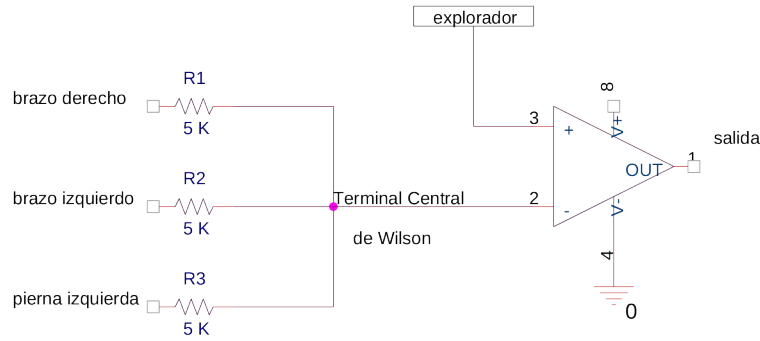 explorador
R1
brazo derecho
5 K
8
3
+
V+
salida
1
OUT
R2
brazo izquierdo
Terminal Central
2
-
V-
5 K
de Wilson
4
R3
pierna izquierda
0
5 K